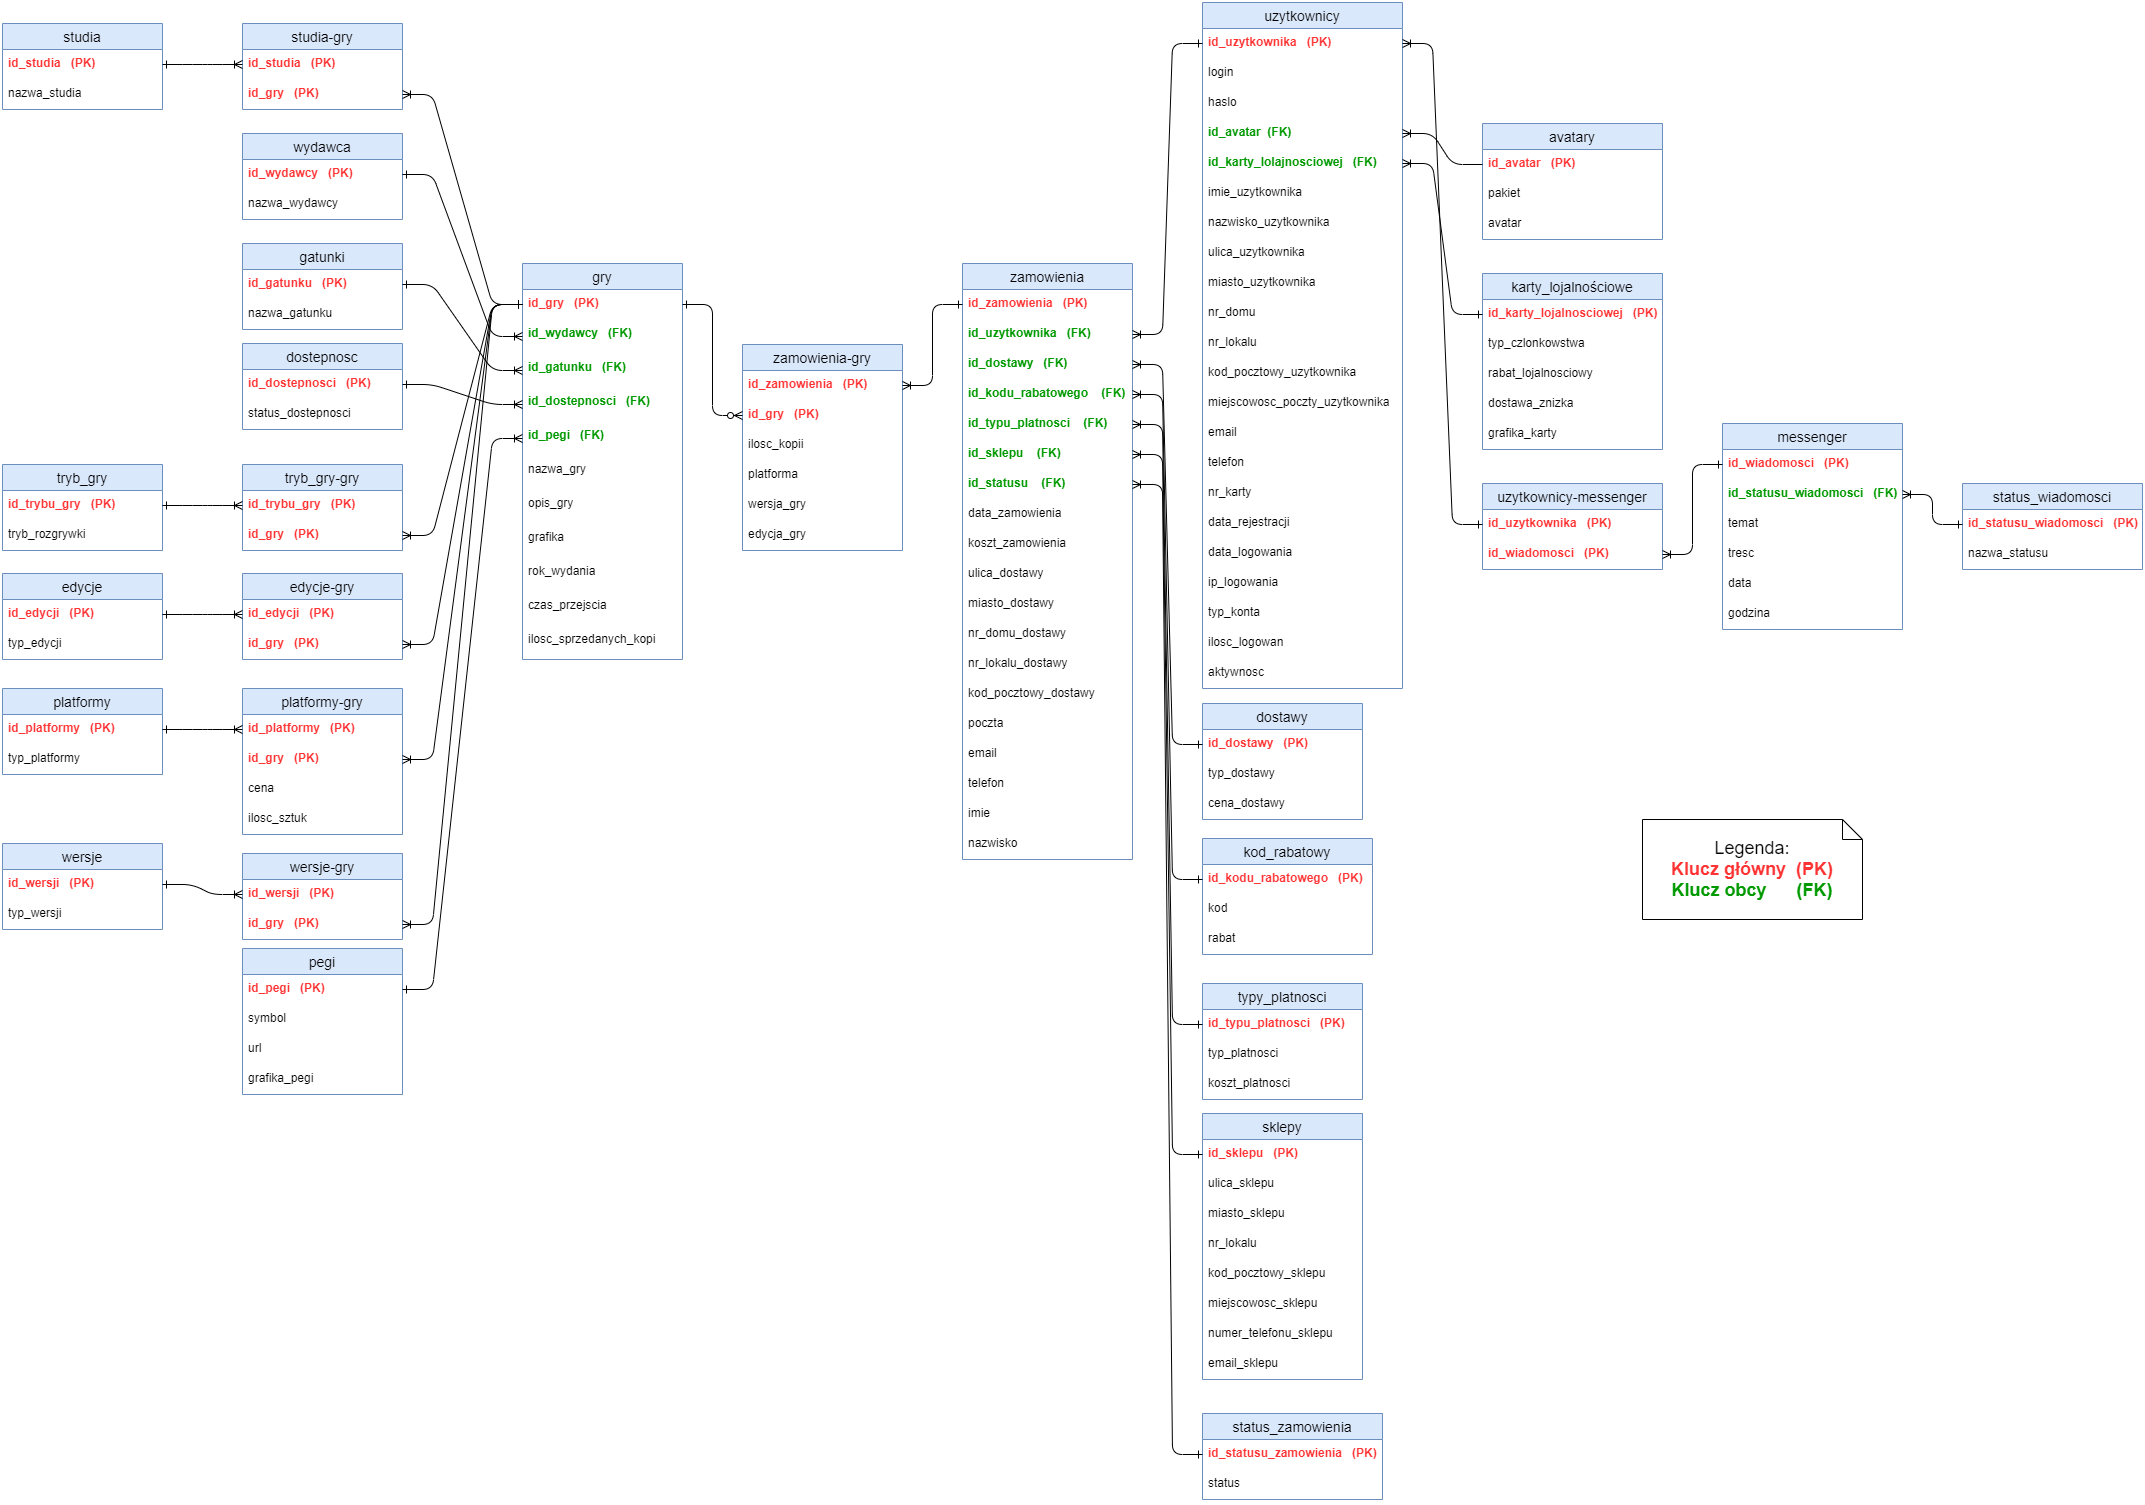 studia
id_studia (PK)
nazwa_studia
studia-gry
id_studia (PK)
id_gry (PK)
wydawca
id_wydawcy (PK)
nazwa_wydawcy
gatunki
id_gatunku (PK)
nazwa_gatunku
dostepnosc
id_dostepnosci (PK)
status_dostepnosci
tryb_gry
id_trybu_gry (PK)
tryb_rozgrywki
tryb_gry-gry
id_trybu_gry (PK)
id_gry (PK)
edycje
id_edycji (PK)
typ_edycji
edycje-gry
id_edycji (PK)
id_gry (PK)
platformy
id_platformy (PK)
typ_platformy
platformy-gry
id_platformy (PK)
id_gry (PK)
cena
ilosc_sztuk
wersje
id_wersji (PK)
typ_wersji
wersje-gry
id_wersji (PK)
id_gry (PK)
pegi
id_pegi (PK)
symbol
url
grafika_pegi
gry
id_gry (PK)
id_wydawcy (FK)
id_gatunku (FK)
id_dostepnosci (FK)
id_pegi (FK)
nazwa_gry
opis_gry
grafika
rok_wydania
czas_przejscia
ilosc_sprzedanych_kopi
zamowienia-gry
id_zamowienia (PK)
id_gry (PK)
ilosc_kopii
platforma
wersja_gry
edycja_gry
zamowienia
id_zamowienia (PK)
id_uzytkownika (FK)
id_dostawy (FK)
id_kodu_rabatowego (FK)
id_typu_platnosci (FK)
id_sklepu (FK)
id_statusu (FK)
data_zamowienia
koszt_zamowienia
ulica_dostawy
miasto_dostawy
nr_domu_dostawy
nr_lokalu_dostawy
kod_pocztowy_dostawy
poczta
email
telefon
imie
nazwisko
uzytkownicy
id_uzytkownika (PK)
login
haslo
id_avatar (FK)
id_karty_lolajnosciowej (FK)
imie_uzytkownika
nazwisko_uzytkownika
ulica_uzytkownika
miasto_uzytkownika
nr_domu
nr_lokalu
kod_pocztowy_uzytkownika
miejscowosc_poczty_uzytkownika
email
telefon
nr_karty
data_rejestracji
data_logowania
ip_logowania
typ_konta
ilosc_logowan
aktywnosc
dostawy
id_dostawy (PK)
typ_dostawy
cena_dostawy
kod_rabatowy
id_kodu_rabatowego (PK)
kod
rabat
typy_platnosci
id_typu_platnosci (PK)
typ_platnosci
koszt_platnosci
sklepy
id_sklepu (PK)
ulica_sklepu
miasto_sklepu
nr_lokalu
kod_pocztowy_sklepu
miejscowosc_sklepu
numer_telefonu_sklepu
email_sklepu
status_zamowienia
id_statusu_zamowienia (PK)
status
avatary
id_avatar (PK)
pakiet
avatar
karty_lojalnościowe
id_karty_lojalnosciowej (PK)
typ_czlonkowstwa
rabat_lojalnosciowy
dostawa_znizka
grafika_karty
uzytkownicy-messenger
id_uzytkownika (PK)
id_wiadomosci (PK)
messenger
id_wiadomosci (PK)
id_statusu_wiadomosci (FK)
temat
tresc
data
godzina
status_wiadomosci
id_statusu_wiadomosci (PK)
nazwa_statusu
Legenda:
Klucz główny (PK)
Klucz obcy (FK)